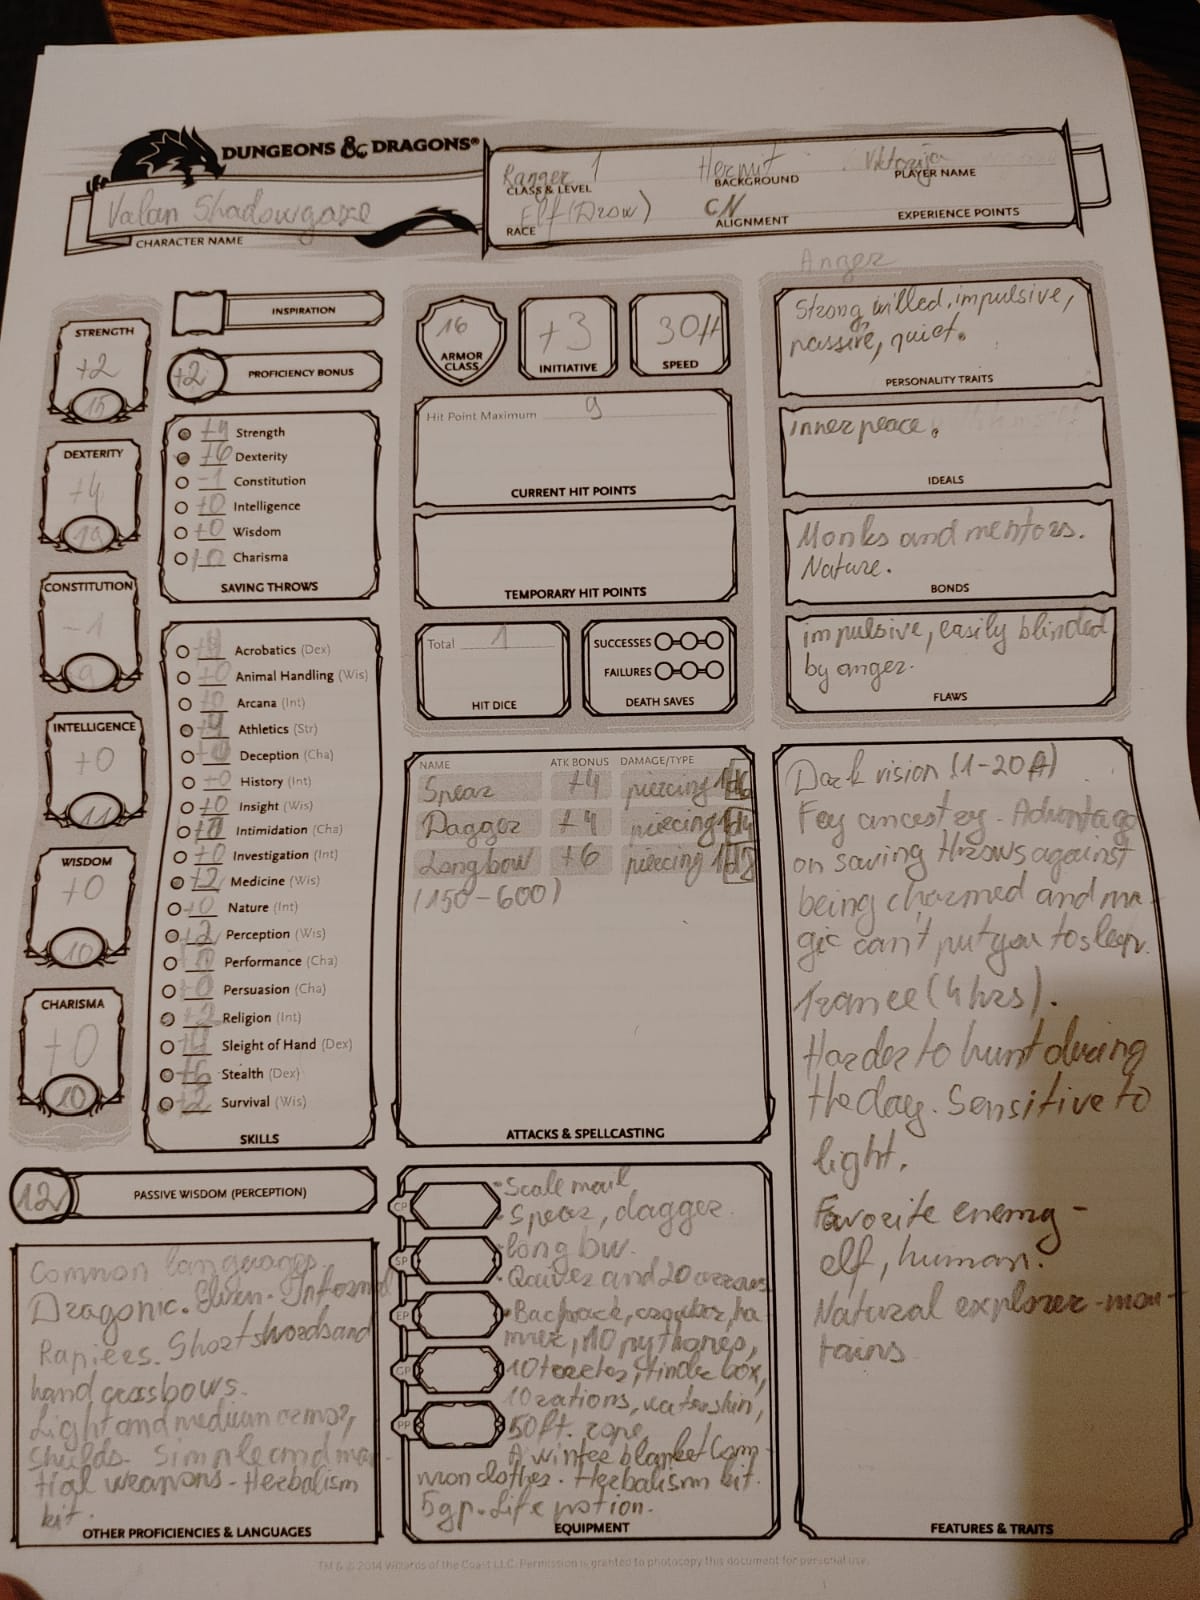 DUNGEONS & DRAGONS®
Valan Shadowgaze
CHARACTER NAME
Ranger 1
CLASS & LEVEL
Hermit
BACKGROUND
Viktorija
PLAYER NAME
Elf (Drow)
RACE
CN
ALIGNMENT
EXPERIENCE POINTS
STRENGTH
+2
15
DEXTERITY
+4
19
CONSTITUTION
-1
9
INTELLIGENCE
+0
11
WISDOM
+0
10
CHARISMA
+0
10
INSPIRATION
+2 PROFICIENCY BONUS
+4 Strength
+6 Dexterity
-1 Constitution
+0 Intelligence
+0 Wisdom
+0 Charisma
SAVING THROWS
+4 Acrobatics (Dex)
+0 Animal Handling (Wis)
+0 Arcana (Int)
+4 Athletics (Str)
+0 Deception (Cha)
+0 History (Int)
+0 Insight (Wis)
+0 Intimidation (Cha)
+0 Investigation (Int)
+2 Medicine (Wis)
+0 Nature (Int)
+2 Perception (Wis)
0 Performance (Cha)
+0 Persuasion (Cha)
+2 Religion (Int)
+4 Sleight of Hand (Dex)
+6 Stealth (Dex)
+2 Survival (Wis)
SKILLS
12 PASSIVE WISDOM (PERCEPTION)
Common languages.
Dragonic. Elven. Infernal
Rapiers. Shortswords and
hand crossbows.
Light and medium armor,
shields. Simple and mar-
tial weapons - Herbalism
kit.
OTHER PROFICIENCIES & LANGUAGES
16
ARMOR CLASS
+3
INITIATIVE
30ft
SPEED
Hit Point Maximum 9
CURRENT HIT POINTS
TEMPORARY HIT POINTS
Total 1
HIT DICE
SUCCESSES
FAILURES
DEATH SAVES
NAME ATK BONUS DAMAGE/TYPE
Spear +4 piercing 1d6
Dagger +4 piercing 1d4
Longbow +6 piercing 1d8
(150-600)
ATTACKS & SPELLCASTING
CP
SP
EP
GP
PP
• Scale mail
• Spear, dagger.
• long bw.
• Quiver and 20 arrows
• Backpack, crowbar, ha-
mmer, 10 pythones,
10 torches, tinder box,
10 rations, waterskin,
50ft. rope
A winter blanket Com-
mon clothes. Herbalism kit.
5gp. Life potion.
EQUIPMENT
Anger
Strong willed, impulsive,
passive, quiet.
PERSONALITY TRAITS
inner peace.
IDEALS
Monks and mentors.
Nature.
BONDS
impulsive, easily blinded
by anger.
FLAWS
Dark vision (1-20ft)
Fey ancestry - Advantage
on saving throws against
being charmed and ma-
gic can't put you to sleep.
Trance (4 hrs).
Harder to hunt during
the day. Sensitive to
light.
Favorite enemy -
elf, human.
Natural explorer - moun-
tains
FEATURES & TRAITS
TM & © 2014 Wizards of the Coast LLC. Permission is granted to photocopy this document for personal use.